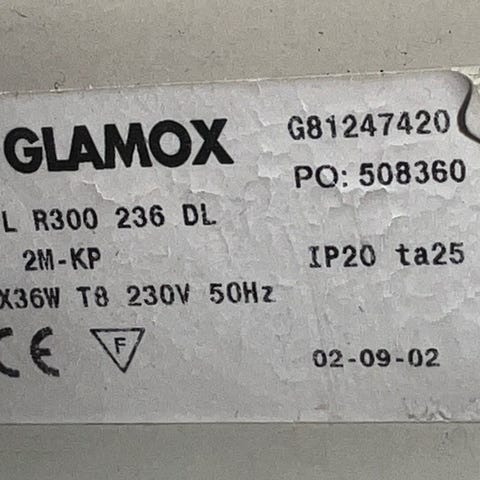 GLAMOX
G81247420
PO: 508360
L R300 236 DL
2M-KP
IP20 ta25
X36W T8 230V 50Hz
CE F
02-09-02